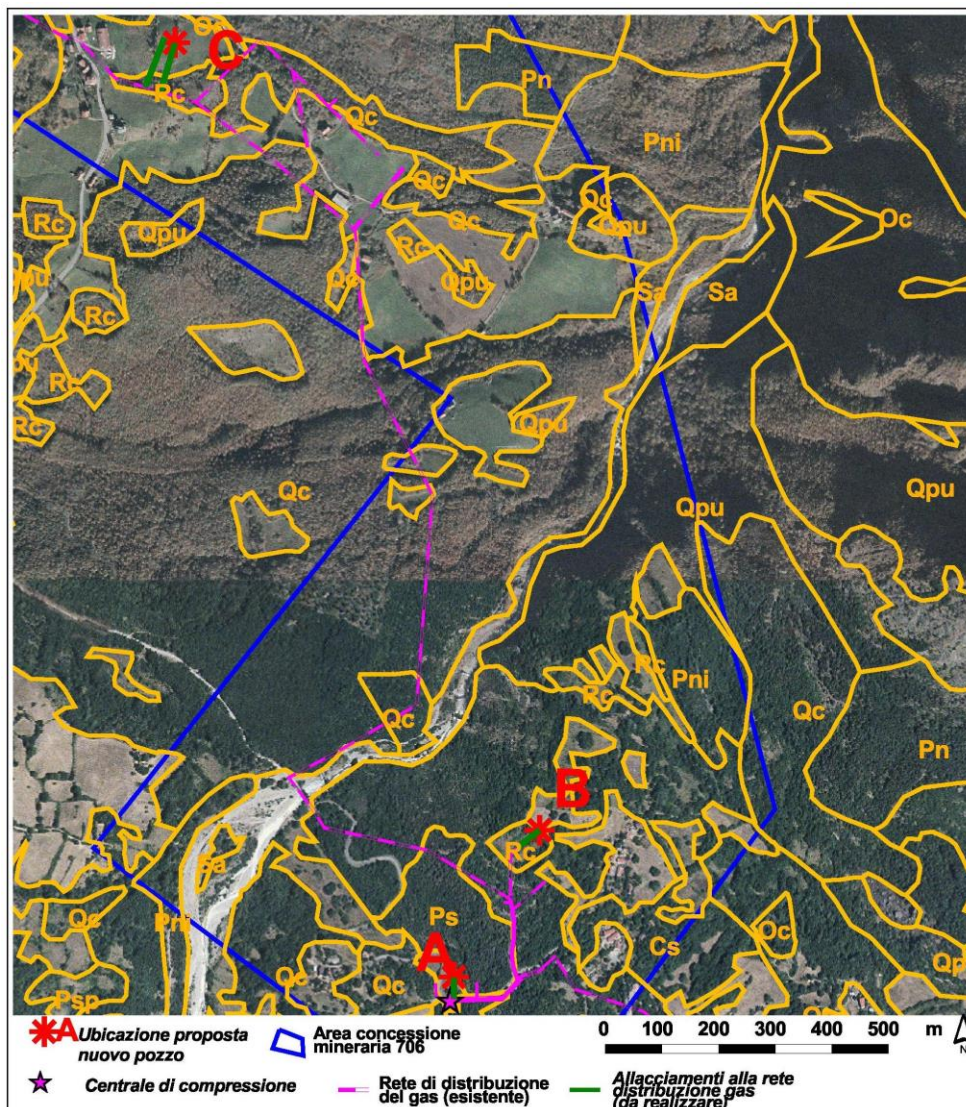 C
Rc
Pn
Qc
Pni
Qc
Qc
Qc
Qpu
Oc
Rc
Qpu
Rc
Qc
Qpu
Qc
Sa
Sa
Rc
Rc
Qpu
Qc
Qpu
Qpu
Rc
Rc
Pni
Qc
Qc
Pn
B
Rc
Sa
Qc
Pni
Ps
A
Qc
Qc
Cs
Oc
Psp
A Ubicazione proposta
nuovo pozzo
Area concessione
mineraria 706
0 100 200 300 400 500 m
N
Centrale di compressione
Rete di distribuzione
del gas (esistente)
Allacciamenti alla rete
distribuzione gas
(da realizzare)